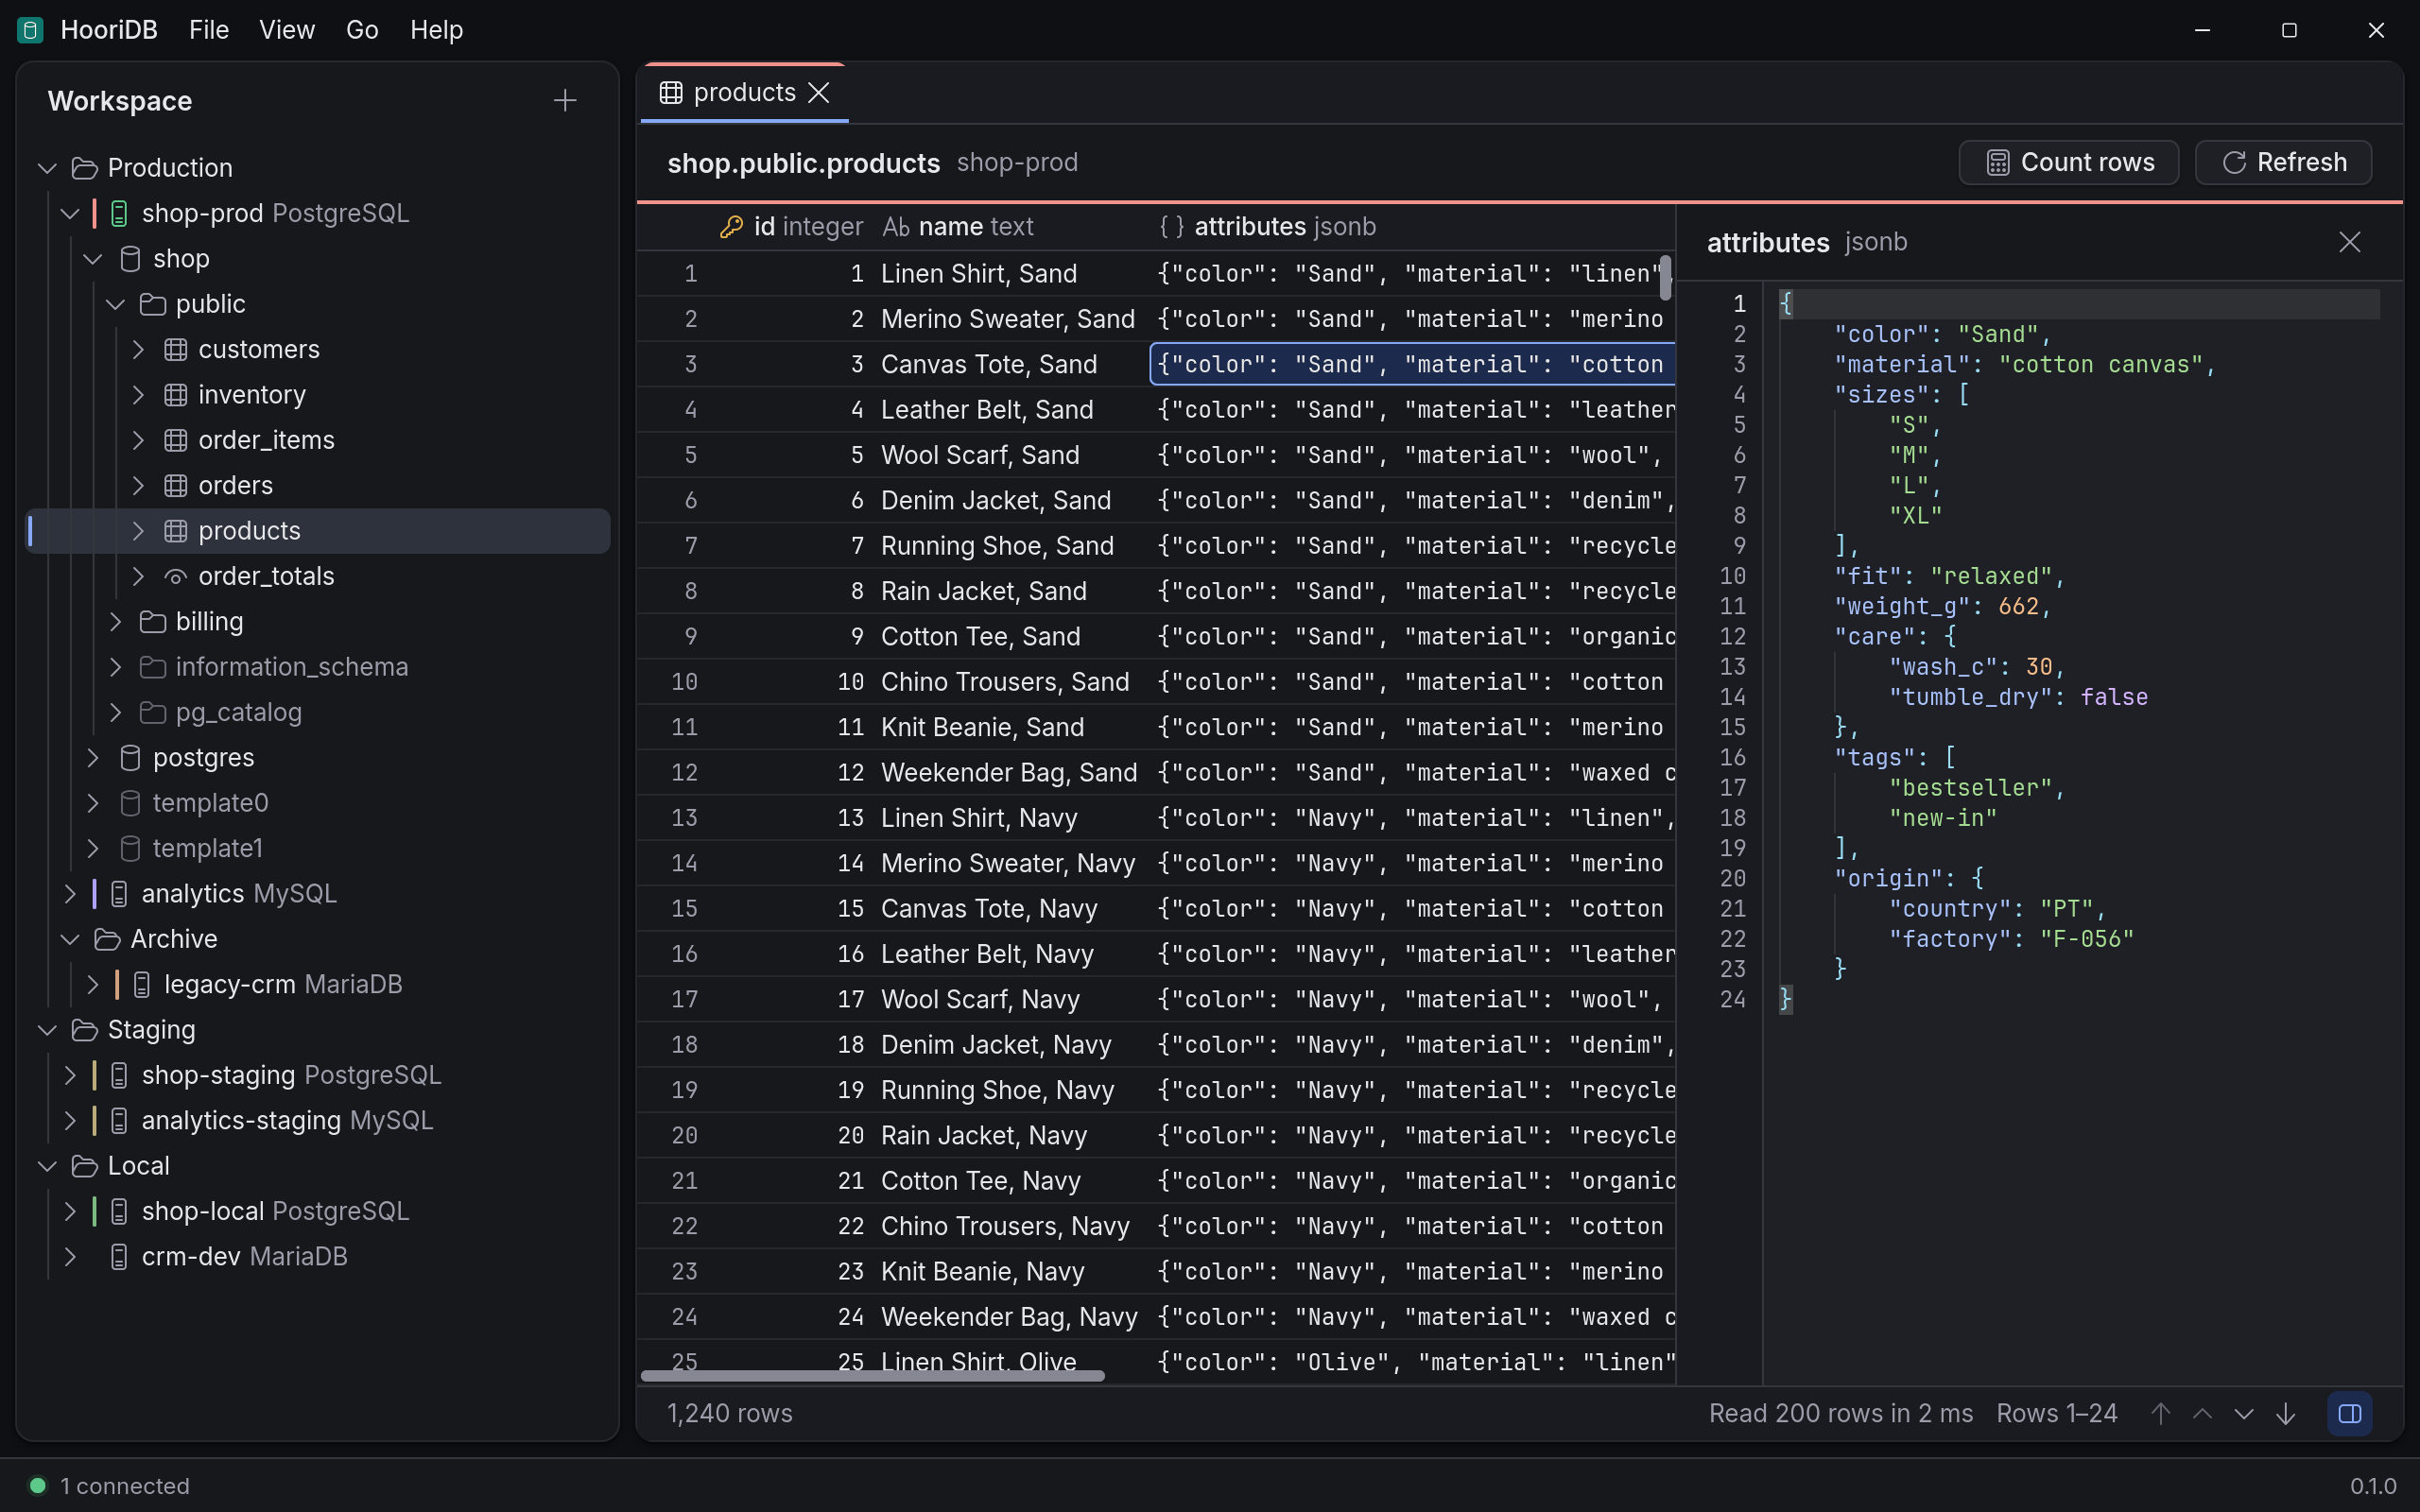 HooriDB File View Go Help
Workspace
Production
shop-prod PostgreSQL
shop
public
customers
inventory
order_items
orders
products
order_totals
billing
information_schema
pg_catalog
postgres
template0
template1
analytics MySQL
Archive
legacy-crm MariaDB
Staging
shop-staging PostgreSQL
analytics-staging MySQL
Local
shop-local PostgreSQL
crm-dev MariaDB
products
shop.public.products shop-prod
Count rows Refresh
id integer Ab name text {} attributes jsonb
1 1 Linen Shirt, Sand {"color": "Sand", "material": "linen",
2 2 Merino Sweater, Sand {"color": "Sand", "material": "merino
3 3 Canvas Tote, Sand {"color": "Sand", "material": "cotton
4 4 Leather Belt, Sand {"color": "Sand", "material": "leather
5 5 Wool Scarf, Sand {"color": "Sand", "material": "wool",
6 6 Denim Jacket, Sand {"color": "Sand", "material": "denim",
7 7 Running Shoe, Sand {"color": "Sand", "material": "recycle
8 8 Rain Jacket, Sand {"color": "Sand", "material": "recycle
9 9 Cotton Tee, Sand {"color": "Sand", "material": "organic
10 10 Chino Trousers, Sand {"color": "Sand", "material": "cotton
11 11 Knit Beanie, Sand {"color": "Sand", "material": "merino
12 12 Weekender Bag, Sand {"color": "Sand", "material": "waxed c
13 13 Linen Shirt, Navy {"color": "Navy", "material": "linen",
14 14 Merino Sweater, Navy {"color": "Navy", "material": "merino
15 15 Canvas Tote, Navy {"color": "Navy", "material": "cotton
16 16 Leather Belt, Navy {"color": "Navy", "material": "leather
17 17 Wool Scarf, Navy {"color": "Navy", "material": "wool",
18 18 Denim Jacket, Navy {"color": "Navy", "material": "denim",
19 19 Running Shoe, Navy {"color": "Navy", "material": "recycle
20 20 Rain Jacket, Navy {"color": "Navy", "material": "recycle
21 21 Cotton Tee, Navy {"color": "Navy", "material": "organic
22 22 Chino Trousers, Navy {"color": "Navy", "material": "cotton
23 23 Knit Beanie, Navy {"color": "Navy", "material": "merino
24 24 Weekender Bag, Navy {"color": "Navy", "material": "waxed c
25 25 Linen Shirt, Olive {"color": "Olive", "material": "linen"
attributes jsonb
1 {
2 "color": "Sand",
3 "material": "cotton canvas",
4 "sizes": [
5 "S",
6 "M",
7 "L",
8 "XL"
9 ],
10 "fit": "relaxed",
11 "weight_g": 662,
12 "care": {
13 "wash_c": 30,
14 "tumble_dry": false
15 },
16 "tags": [
17 "bestseller",
18 "new-in"
19 ],
20 "origin": {
21 "country": "PT",
22 "factory": "F-056"
23 }
24 }
1,240 rows
Read 200 rows in 2 ms Rows 1–24
1 connected
0.1.0